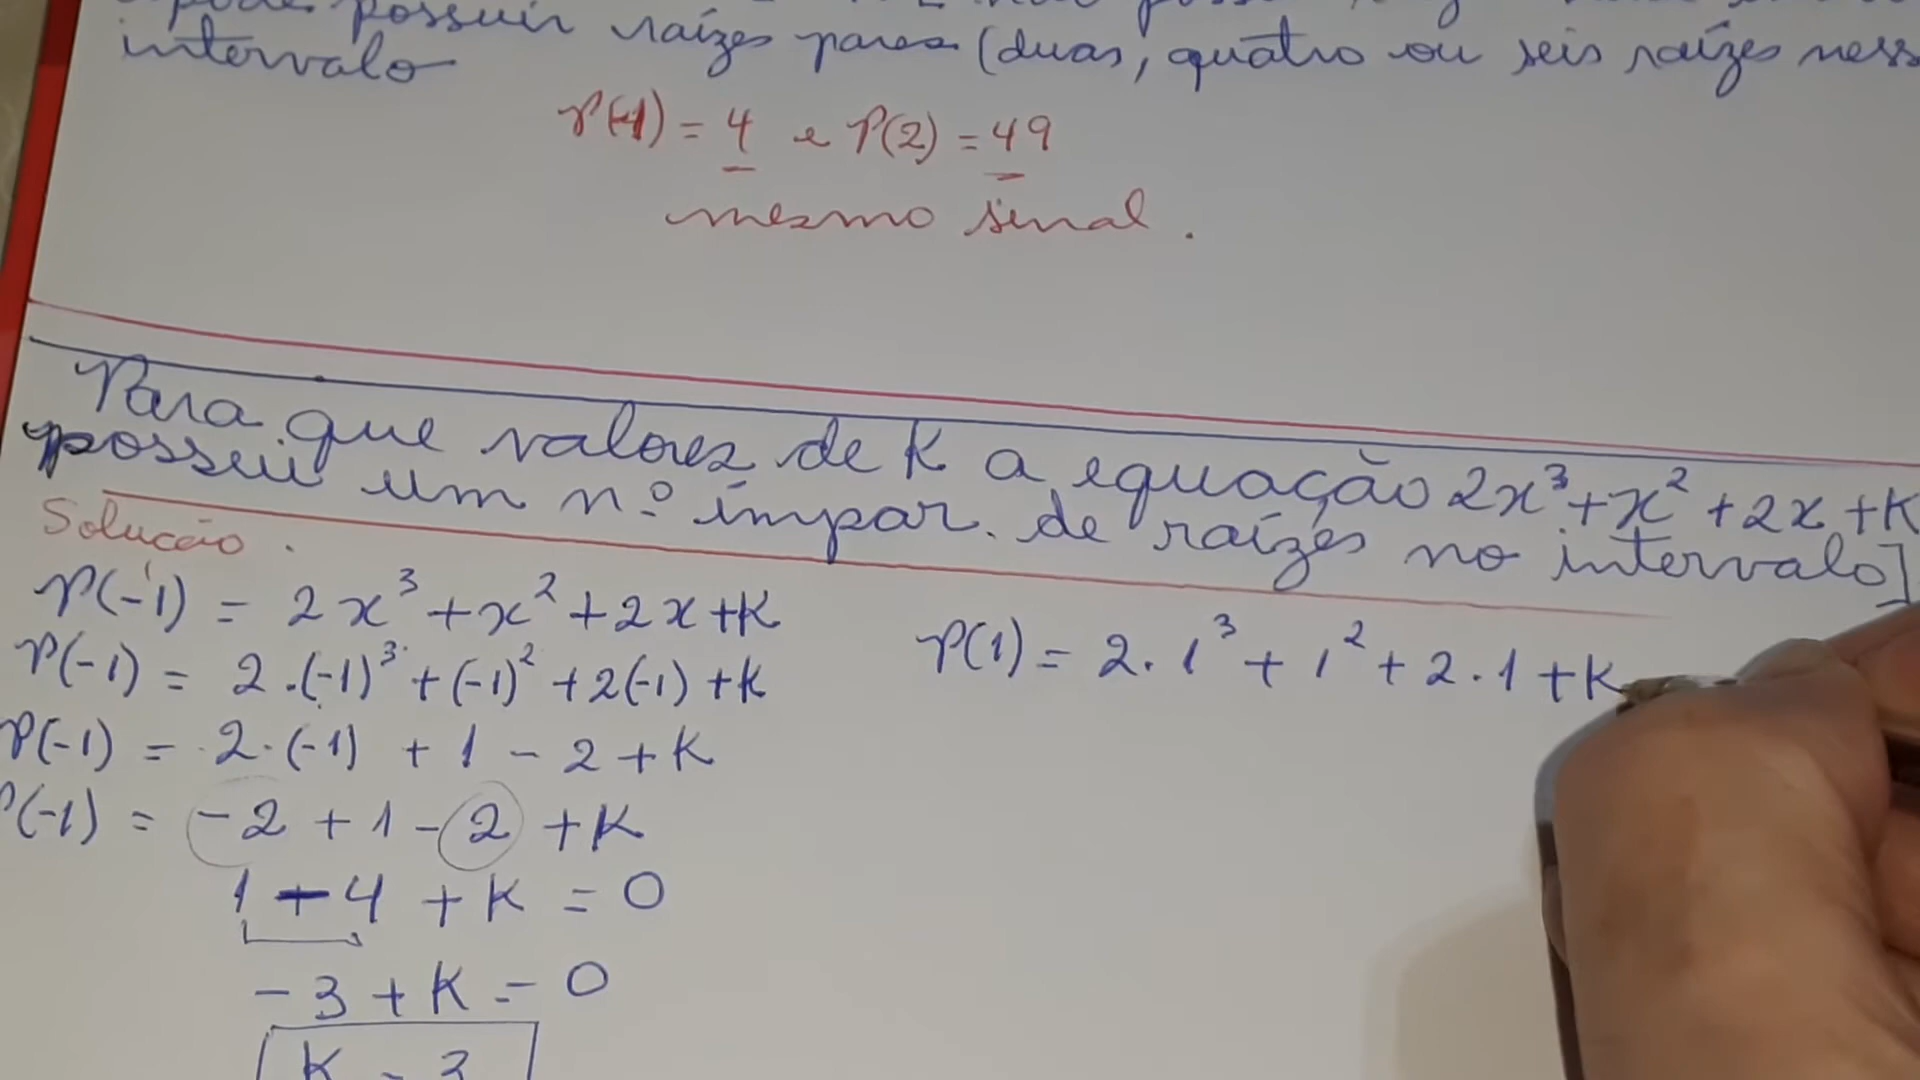 possuir raízes pares (duas, quatro ou seis raízes ness
intervalo
P(-1) = 4 e P(2) = 49
mesmo sinal.
Para que valores de K a equação 2x³ + x² + 2x + K
possui um nº ímpar. de raízes no intervalo ]
Solução.
P(-1) = 2x³ + x² + 2x + K
P(-1) = 2.(-1)³ + (-1)² + 2(-1) + K
P(-1) = 2.(-1) + 1 - 2 + K
P(-1) = -2 + 1 - 2 + K
1 - 4 + K = 0
-3 + K = 0
K = 3
P(1) = 2.1³ + 1² + 2.1 + K